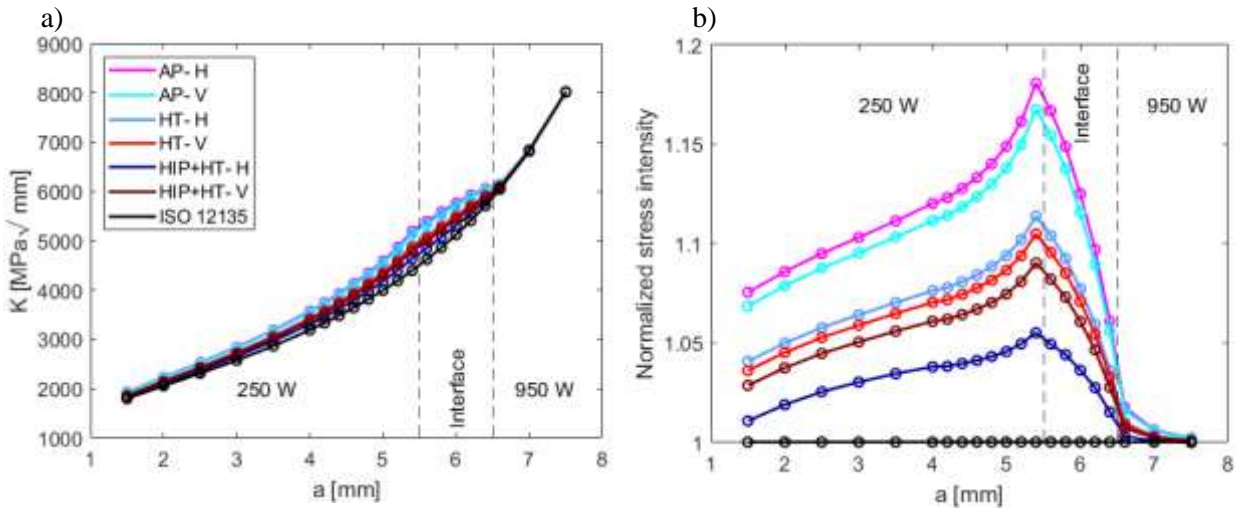 a)
9000
8000
7000
6000
5000
4000
3000
2000
1000
K [MPa√ mm]
AP- H
AP- V
HT- H
HT- V
HIP+HT- H
HIP+HT- V
ISO 12135
250 W
Interface
950 W
1 2 3 4 5 6 7 8
a [mm]
b)
1.2
1.15
1.1
1.05
1
Normalized stress intensity
250 W
Interface
950 W
1 2 3 4 5 6 7 8
a [mm]